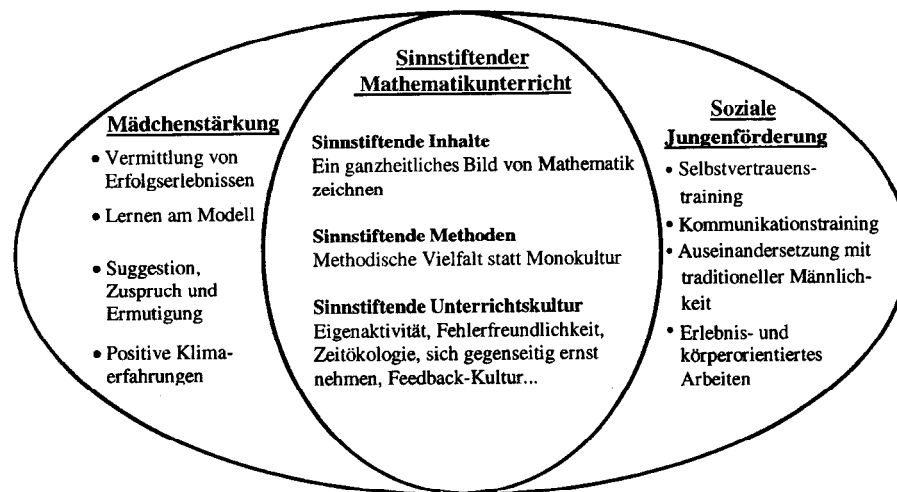 Sinnstiftender
Mathematikunterricht
Mädchenstärkung
• Vermittlung von
Erfolgserlebnissen
• Lernen am Modell
• Suggestion,
Zuspruch und
Ermutigung
• Positive Klima-
erfahrungen
Sinnstiftende Inhalte
Ein ganzheitliches Bild von Mathematik
zeichnen
Sinnstiftende Methoden
Methodische Vielfalt statt Monokultur
Sinnstiftende Unterrichtskultur
Eigenaktivität, Fehlerfreundlichkeit,
Zeitökologie, sich gegenseitig ernst
nehmen, Feedback-Kultur...
Soziale
Jungenförderung
• Selbstvertrauens-
training
• Kommunikationstraining
• Auseinandersetzung mit
traditioneller Männlich-
keit
• Erlebnis- und
körperorientiertes
Arbeiten